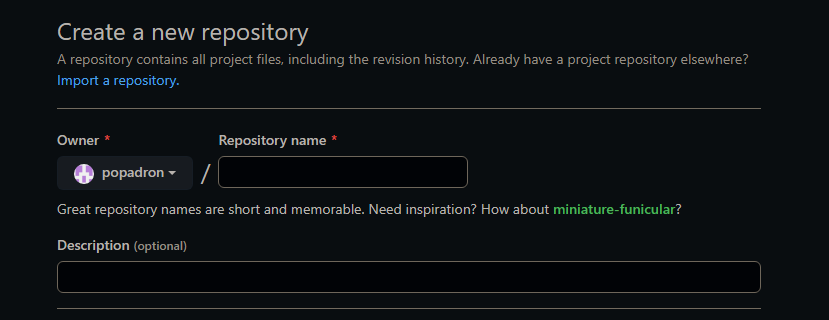 Create a new repository
A repository contains all project files, including the revision history. Already have a project repository elsewhere?
Import a repository.
Owner * Repository name *
popadron /
Great repository names are short and memorable. Need inspiration? How about miniature-funicular?
Description (optional)